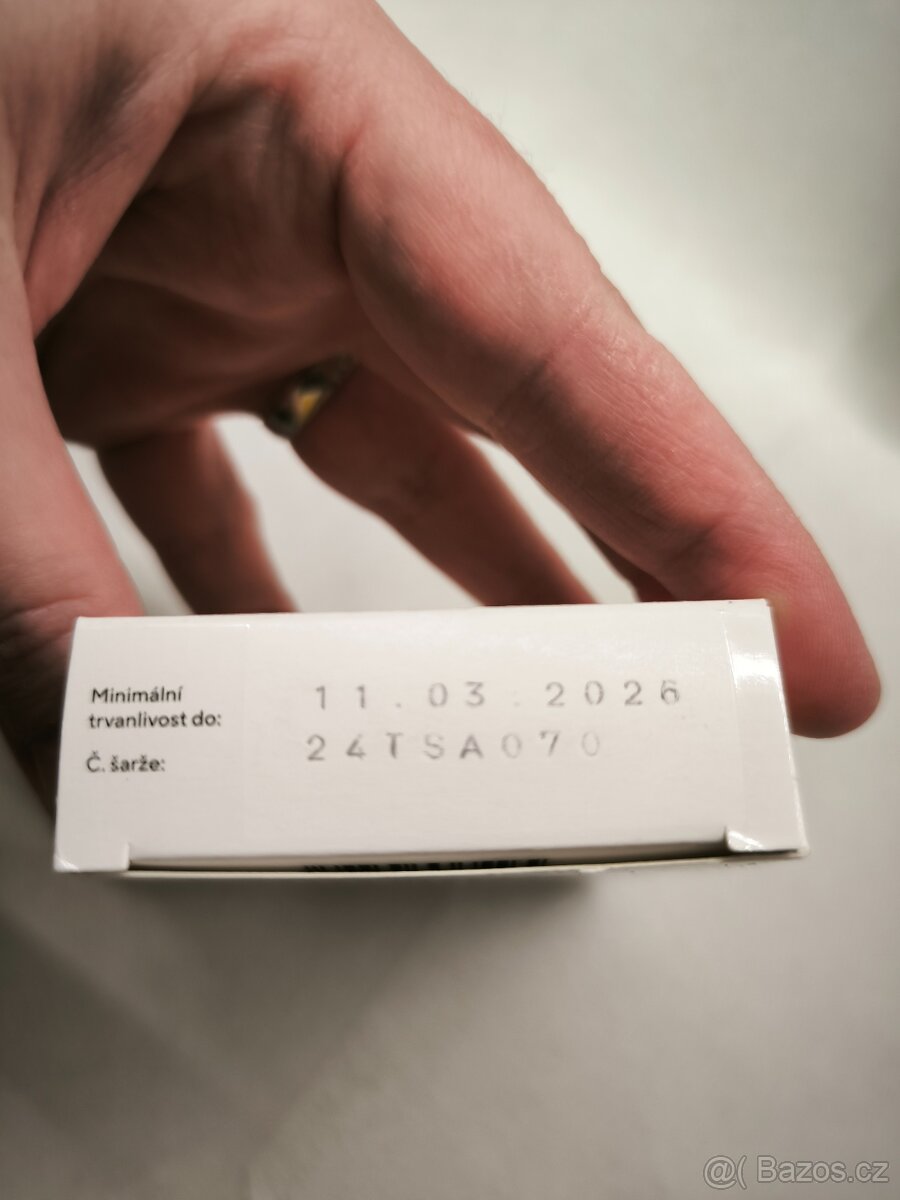 Minimální
trvanlivost do:
11.03.2026
Č. šarže:
24TSA070
@( Bazos.cz